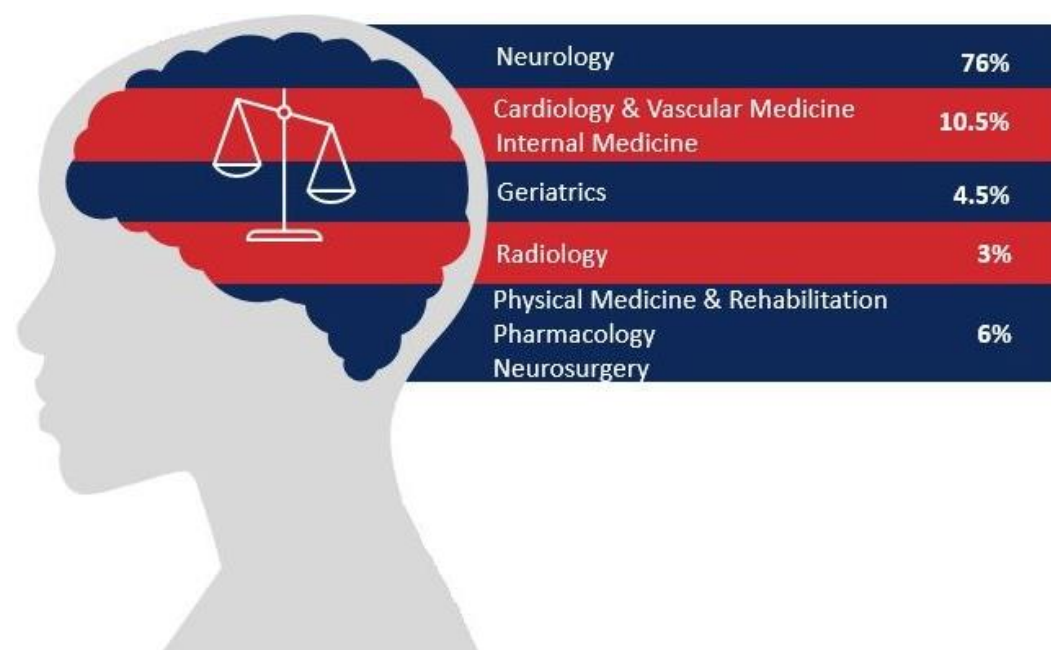 Neurology 76%
Cardiology & Vascular Medicine
Internal Medicine 10.5%
Geriatrics 4.5%
Radiology 3%
Physical Medicine & Rehabilitation
Pharmacology 6%
Neurosurgery